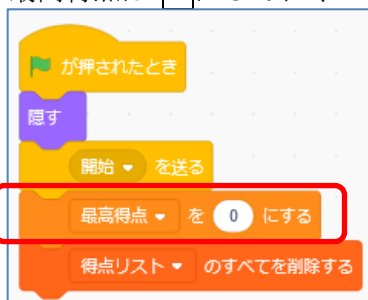 が押されたとき
隠す
開始 を送る
最高得点 を 0 にする
得点リスト のすべてを削除する